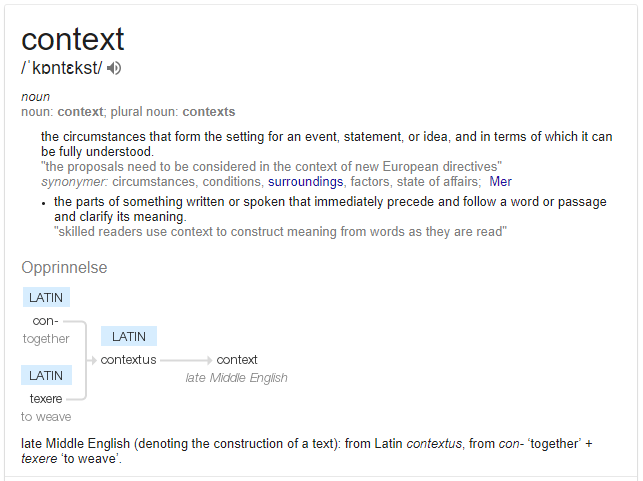 context
/ˈkɒntɛkst/
noun
noun: context; plural noun: contexts
the circumstances that form the setting for an event, statement, or idea, and in terms of which it can
be fully understood.
"the proposals need to be considered in the context of new European directives"
synonymer: circumstances, conditions, surroundings, factors, state of affairs; Mer
• the parts of something written or spoken that immediately precede and follow a word or passage
and clarify its meaning.
"skilled readers use context to construct meaning from words as they are read"
Opprinnelse
LATIN
con-
together
LATIN
texere
to weave
LATIN
contextus
context
late Middle English
late Middle English (denoting the construction of a text): from Latin contextus, from con- ‘together’ +
texere ‘to weave’.